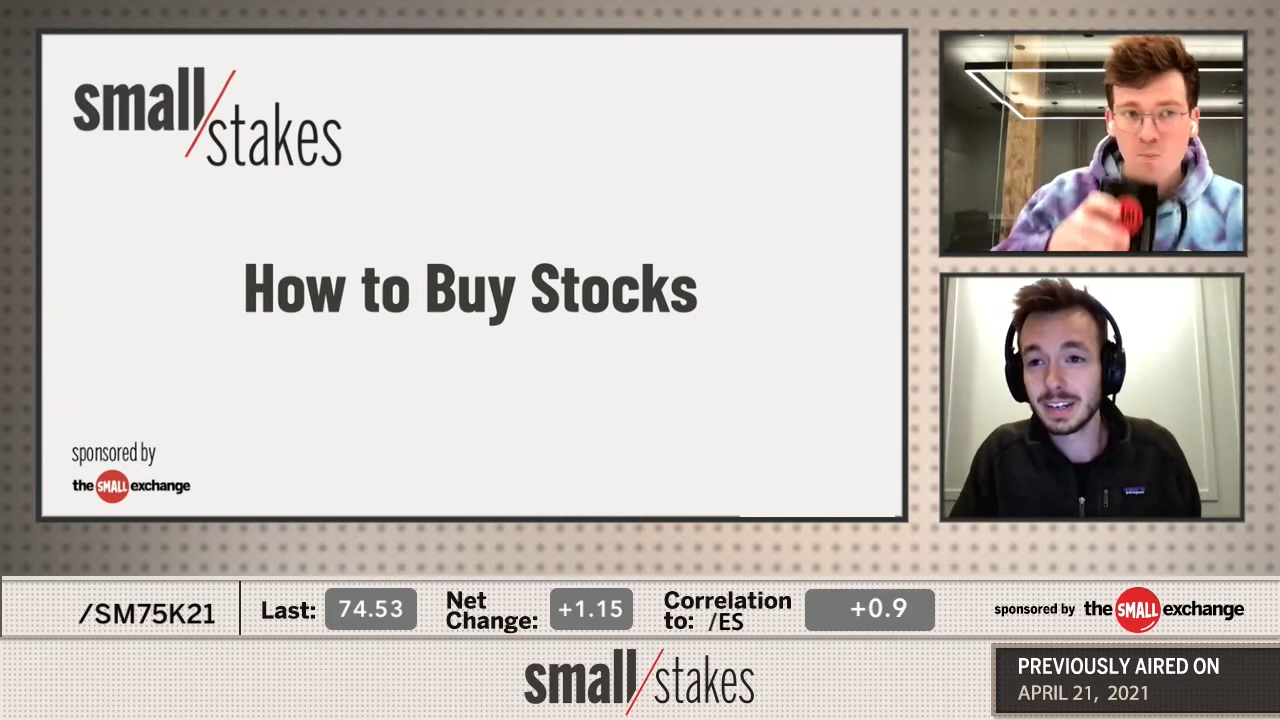 small/stakes
How to Buy Stocks
sponsored by
the SMALL exchange
/SM75K21
Last: 74.53
Net
Change: +1.15
Correlation
to: /ES +0.9
sponsored by the SMALL exchange
small/stakes
PREVIOUSLY AIRED ON
APRIL 21, 2021